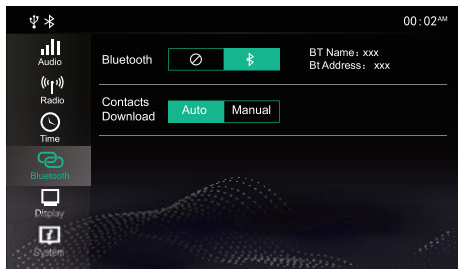 00:02AM
Audio
Radio
Time
Bluetooth
Display
System
Bluetooth
BT Name: xxx
Bt Address: xxx
Contacts
Download
Auto
Manual